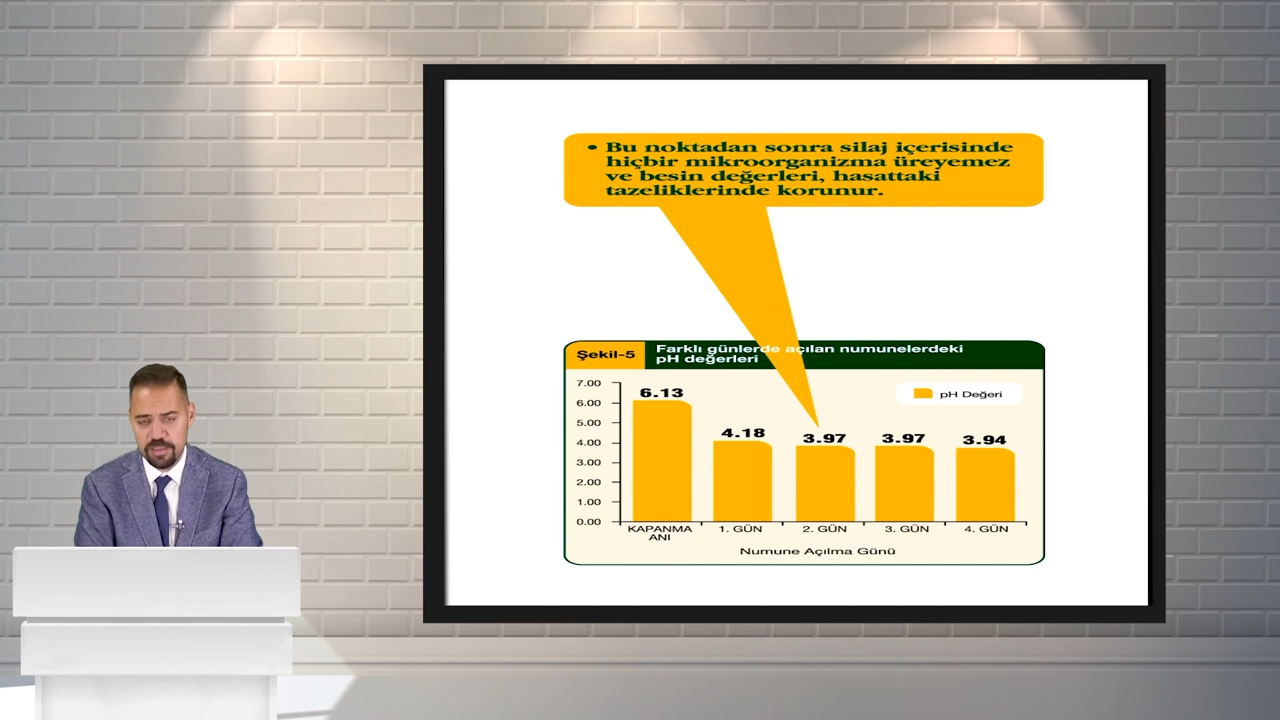 • Bu noktadan sonra silaj içerisinde
hiçbir mikroorganizma üreyemez
ve besin değerleri, hasattaki
tazeliklerinde korunur.
Şekil-5
Farklı günlerde açılan numunelerdeki
pH değerleri
7.00
6.00
5.00
4.00
3.00
2.00
1.00
0.00
pH Değeri
6.13
4.18
3.97
3.97
3.94
KAPANMA
ANI
1. GÜN
2. GÜN
3. GÜN
4. GÜN
Numune Açılma Günü